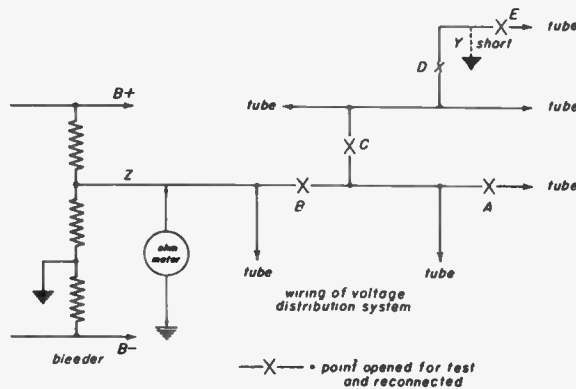 E
tube
Y short
D
B+
tube
tube
C
Z
B
A
tube
ohm
meter
tube
tube
wiring of voltage
distribution system
bleeder
B-
X • point opened for test
and reconnected